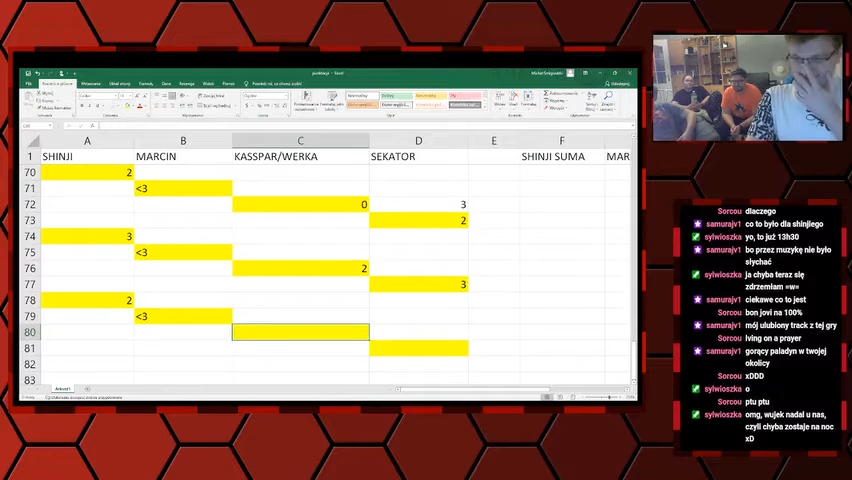 punktacja - Excel
A B C D E F
1 SHINJI MARCIN KASSPAR/WERKA SEKATOR SHINJI SUMA MAR
70 2
71 <3
72 0 3
73 2
74 3
75 <3
76 2
77 3
78 2
79 <3
80
81
82
83
Arkusz1
Sorcou dlaczego
samurajv1 co to było dla shinjiego
sylwioszka yo, to już 13h30
samurajv1 bo przez muzykę nie było
słychać
sylwioszka ja chyba teraz się
zdrzemłam =w=
samurajv1 ciekawe co to jest
Sorcou bon jovi na 100%
samurajv1 mój ulubiony track z tej gry
Sorcou lving on a prayer
samurajv1 gorący paladyn w twojej
okolicy
Sorcou xDDD
sylwioszka o
Sorcou ptu ptu
sylwioszka omg, wujek nadal u nas,
czyli chyba zostaje na noc
xD